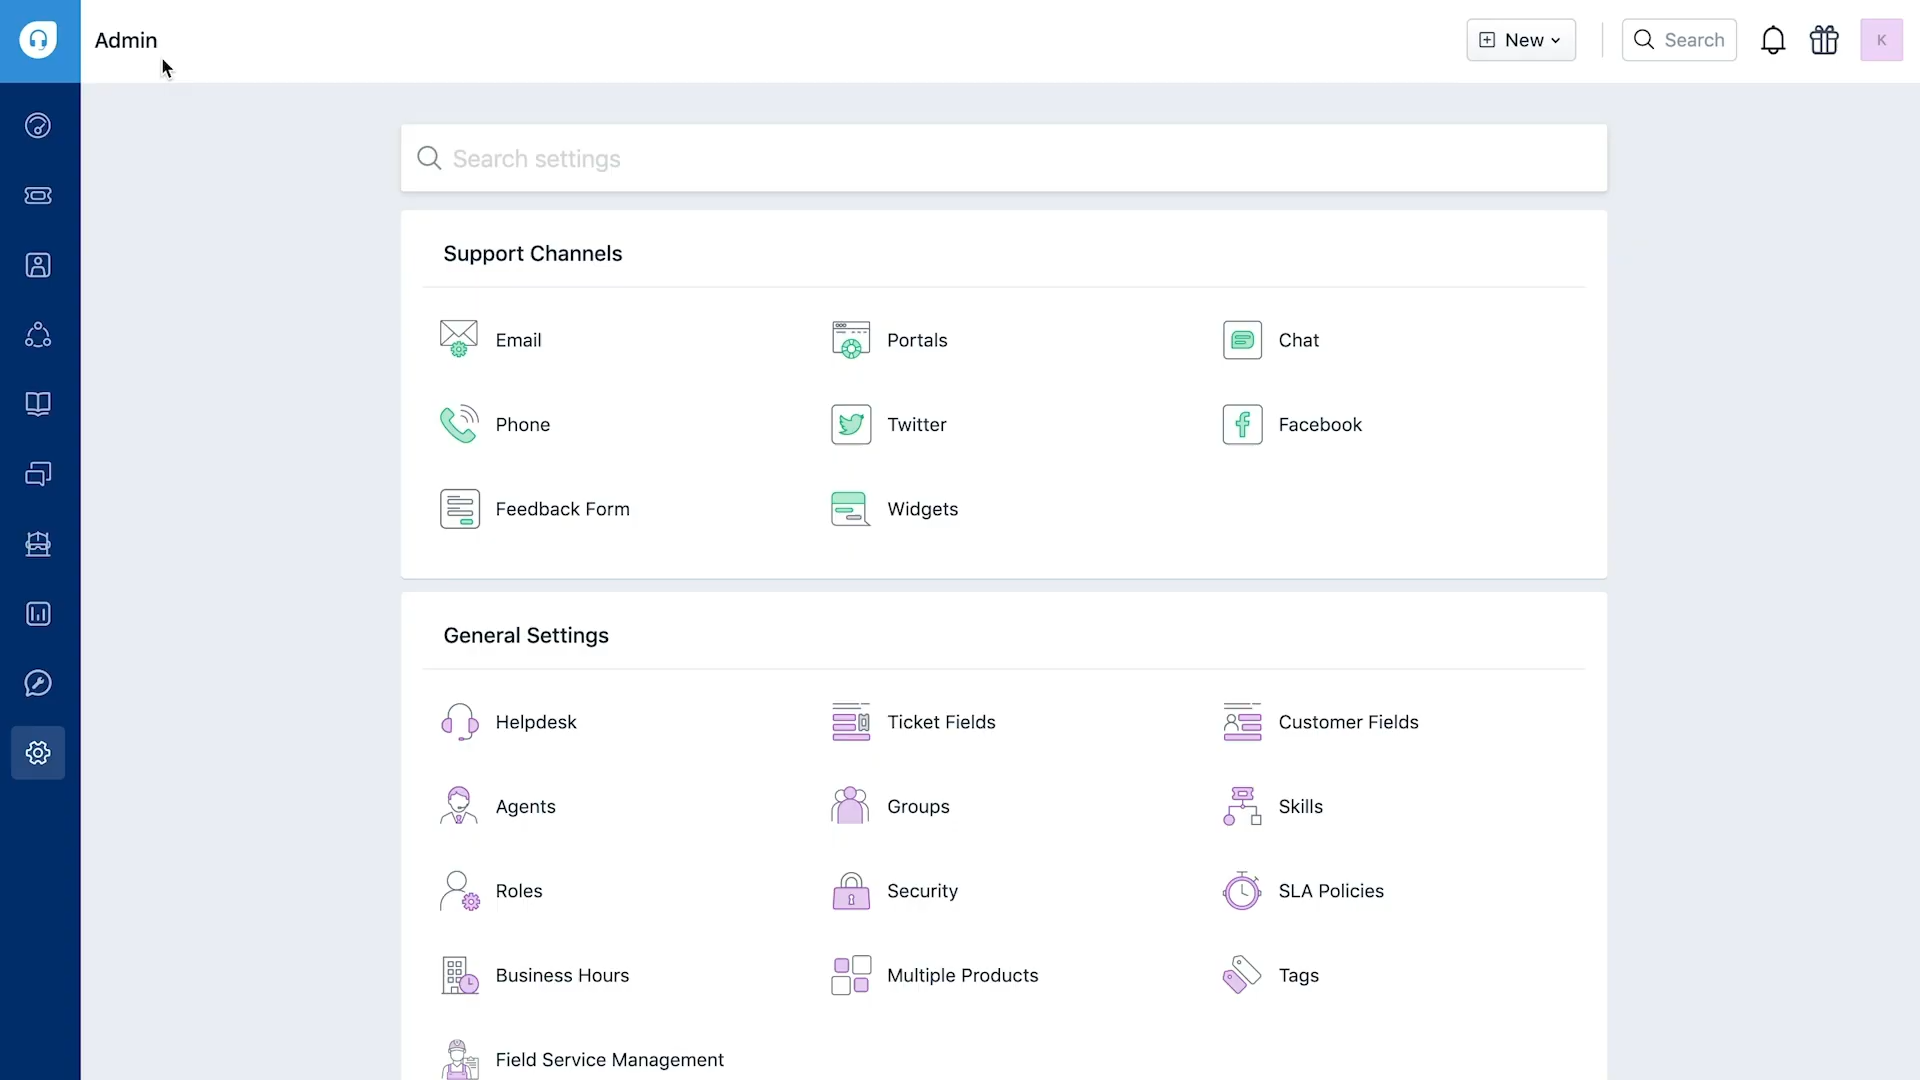 Admin
New
Search
K
Search settings
Support Channels
Email
Portals
Chat
Phone
Twitter
Facebook
Feedback Form
Widgets
General Settings
Helpdesk
Ticket Fields
Customer Fields
Agents
Groups
Skills
Roles
Security
SLA Policies
Business Hours
Multiple Products
Tags
Field Service Management